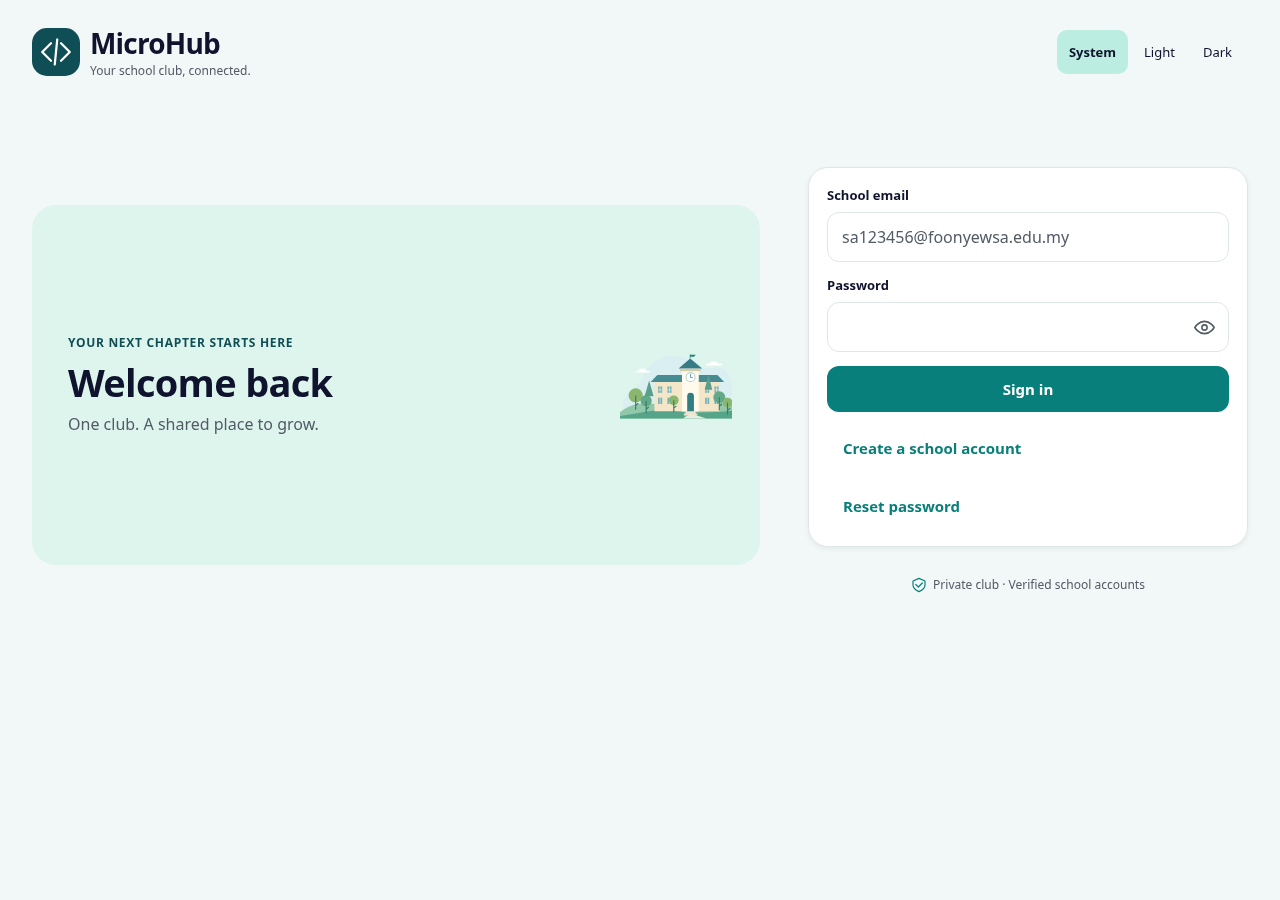 MicroHub
Your school club, connected.
System
Light
Dark
YOUR NEXT CHAPTER STARTS HERE
Welcome back
One club. A shared place to grow.
School email
sa123456@foonyewsa.edu.my
Password
Sign in
Create a school account
Reset password
Private club · Verified school accounts